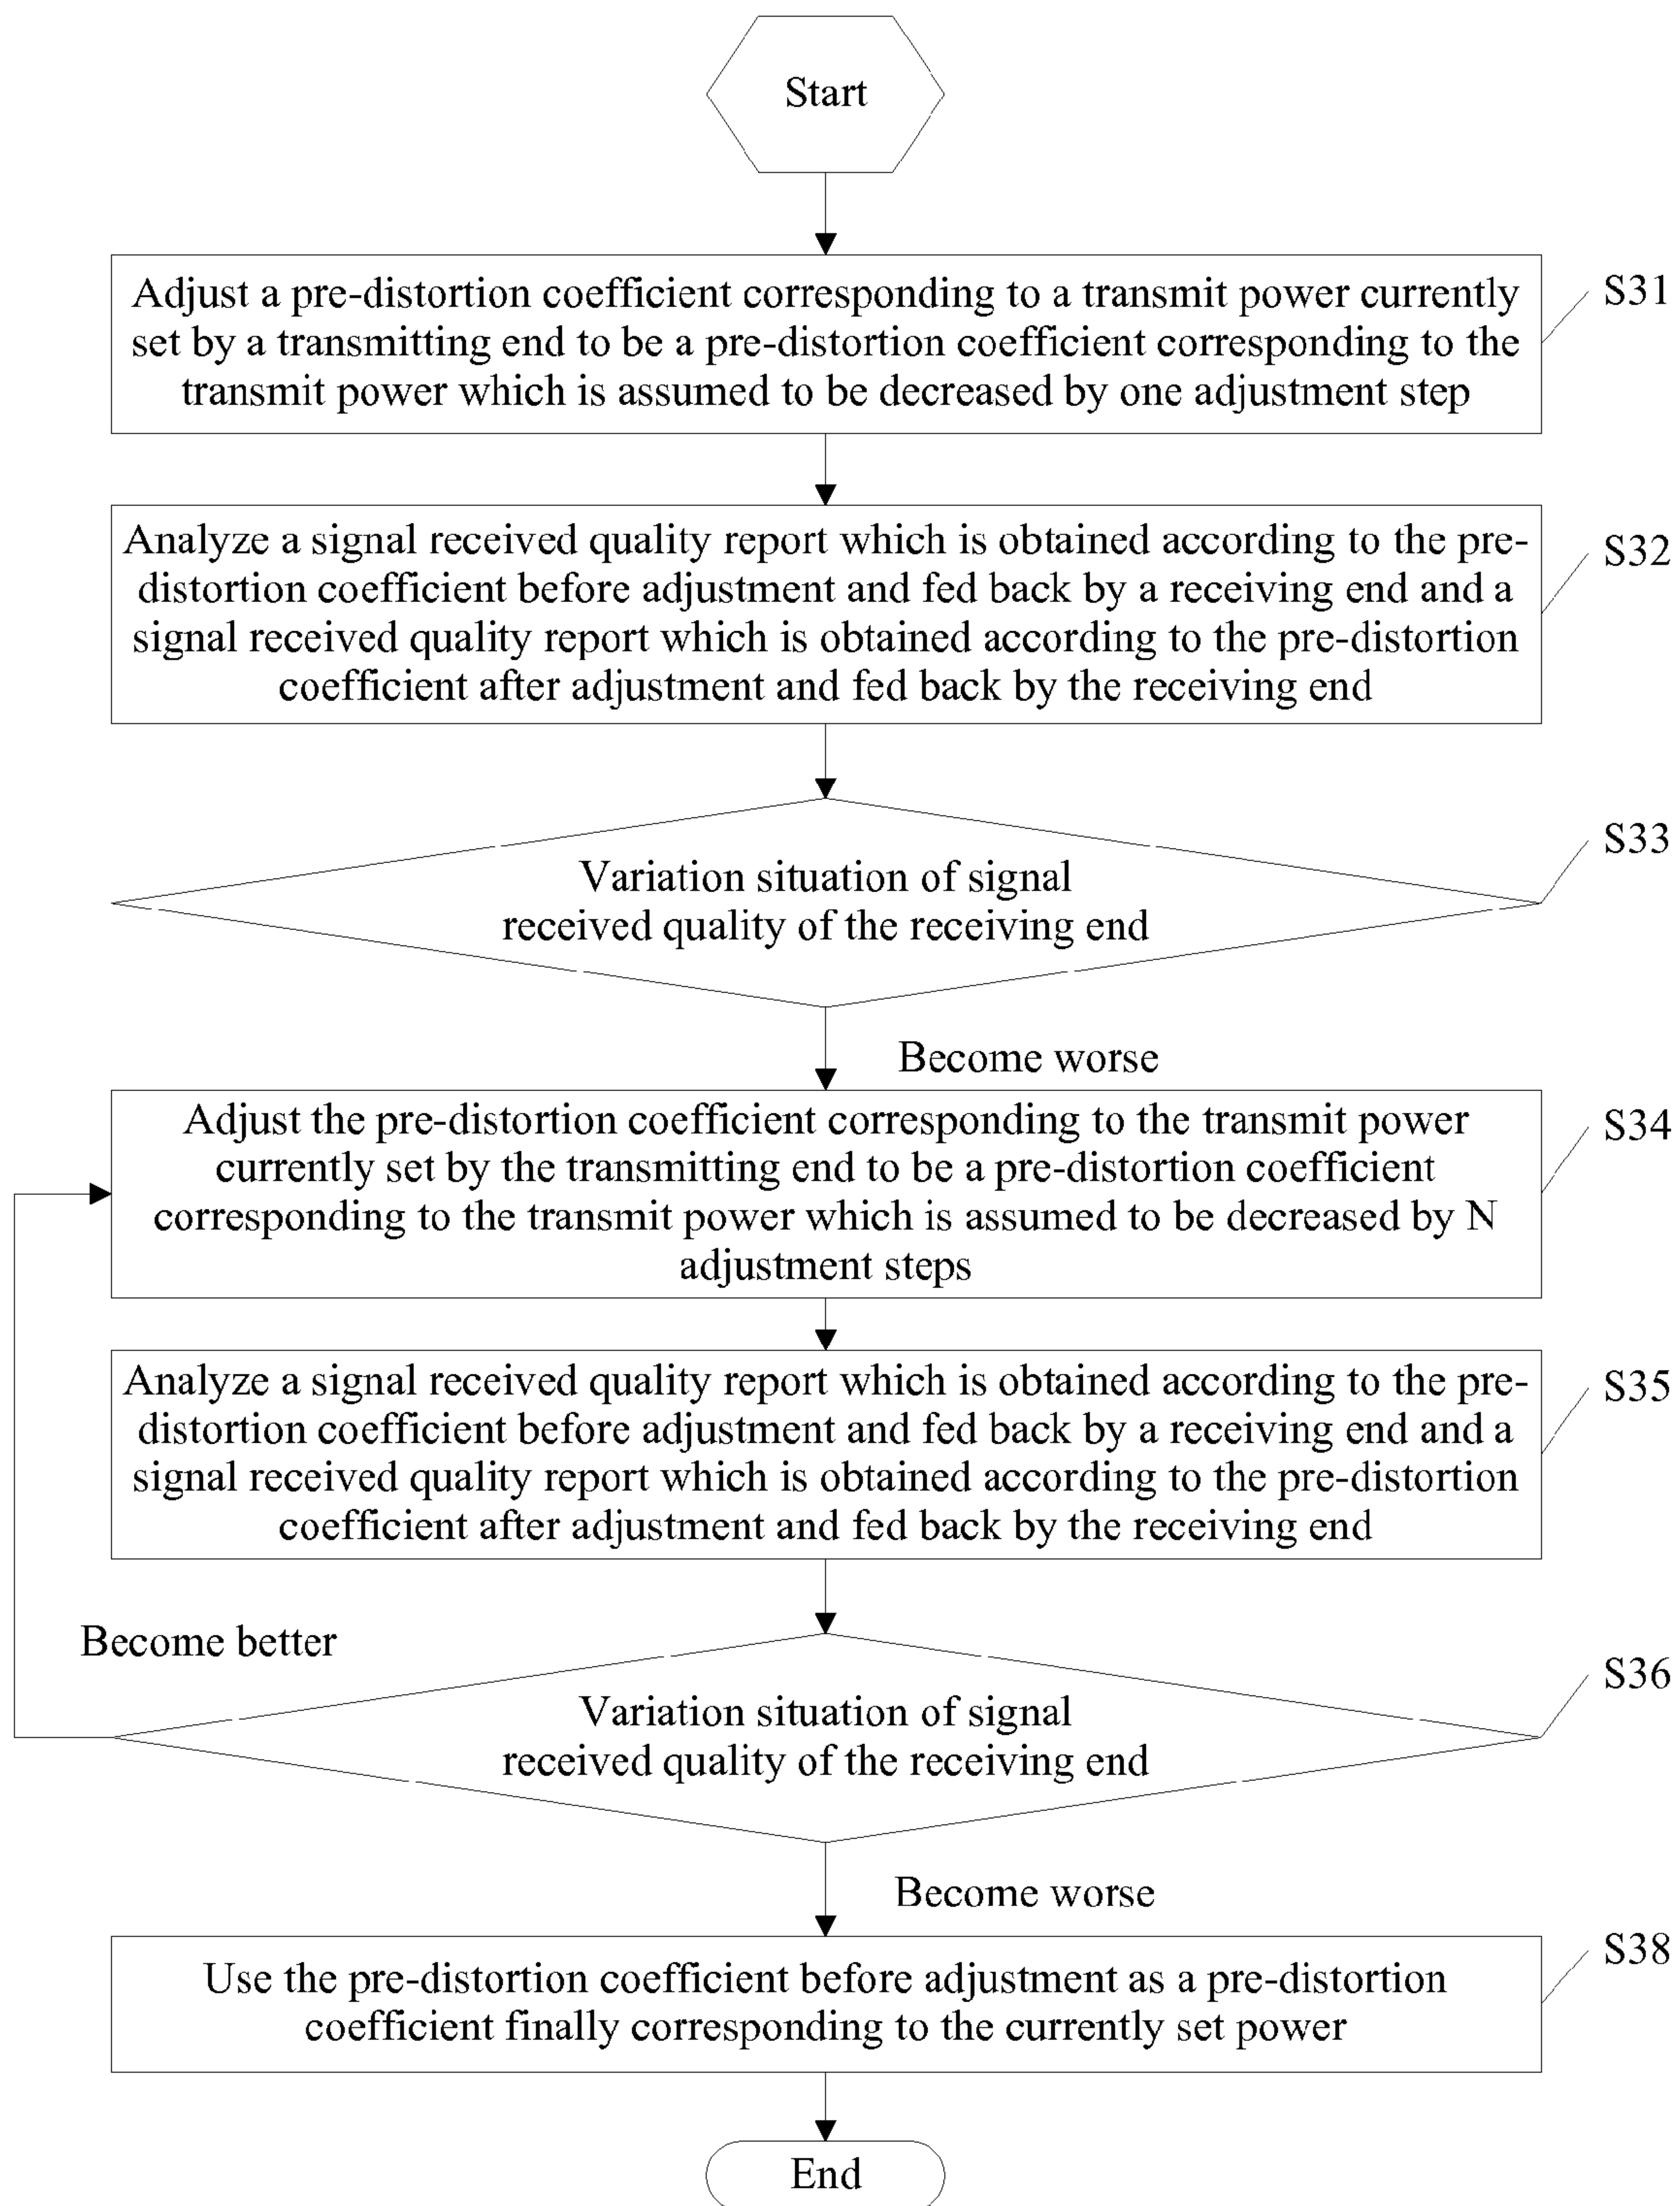 Start
Adjust a pre-distortion coefficient corresponding to a transmit power currently
set by a transmitting end to be a pre-distortion coefficient corresponding to the
transmit power which is assumed to be decreased by one adjustment step
S31
Analyze a signal received quality report which is obtained according to the pre-
distortion coefficient before adjustment and fed back by a receiving end and a
signal received quality report which is obtained according to the pre-distortion
coefficient after adjustment and fed back by the receiving end
S32
Variation situation of signal
received quality of the receiving end
S33
Become worse
Adjust the pre-distortion coefficient corresponding to the transmit power
currently set by the transmitting end to be a pre-distortion coefficient
corresponding to the transmit power which is assumed to be decreased by N
adjustment steps
S34
Analyze a signal received quality report which is obtained according to the pre-
distortion coefficient before adjustment and fed back by a receiving end and a
signal received quality report which is obtained according to the pre-distortion
coefficient after adjustment and fed back by the receiving end
S35
Become better
Variation situation of signal
received quality of the receiving end
S36
Become worse
Use the pre-distortion coefficient before adjustment as a pre-distortion
coefficient finally corresponding to the currently set power
S38
End